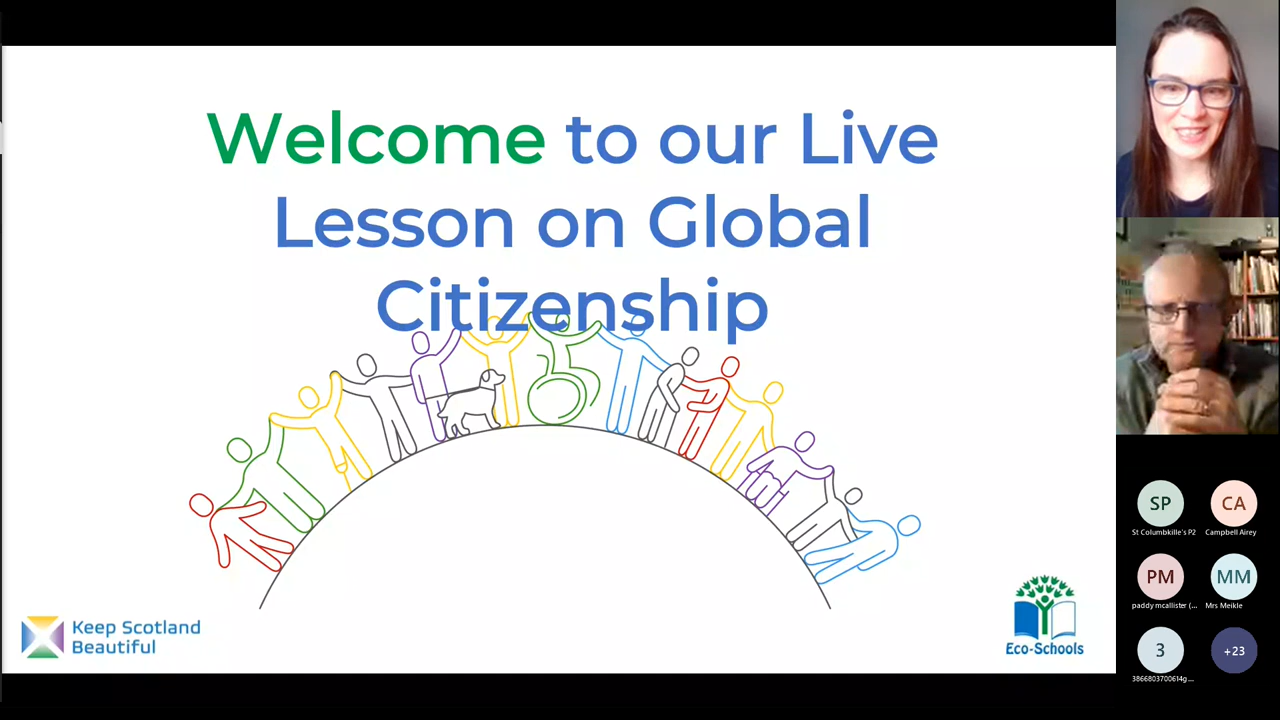 Welcome to our Live
Lesson on Global
Citizenship
Keep Scotland
Beautiful
Eco-Schools
SP
St Columbkille's P2
CA
Campbell Airey
PM
paddy mcallister (...
MM
Mrs Meikle
3
3866803700614g...
+23